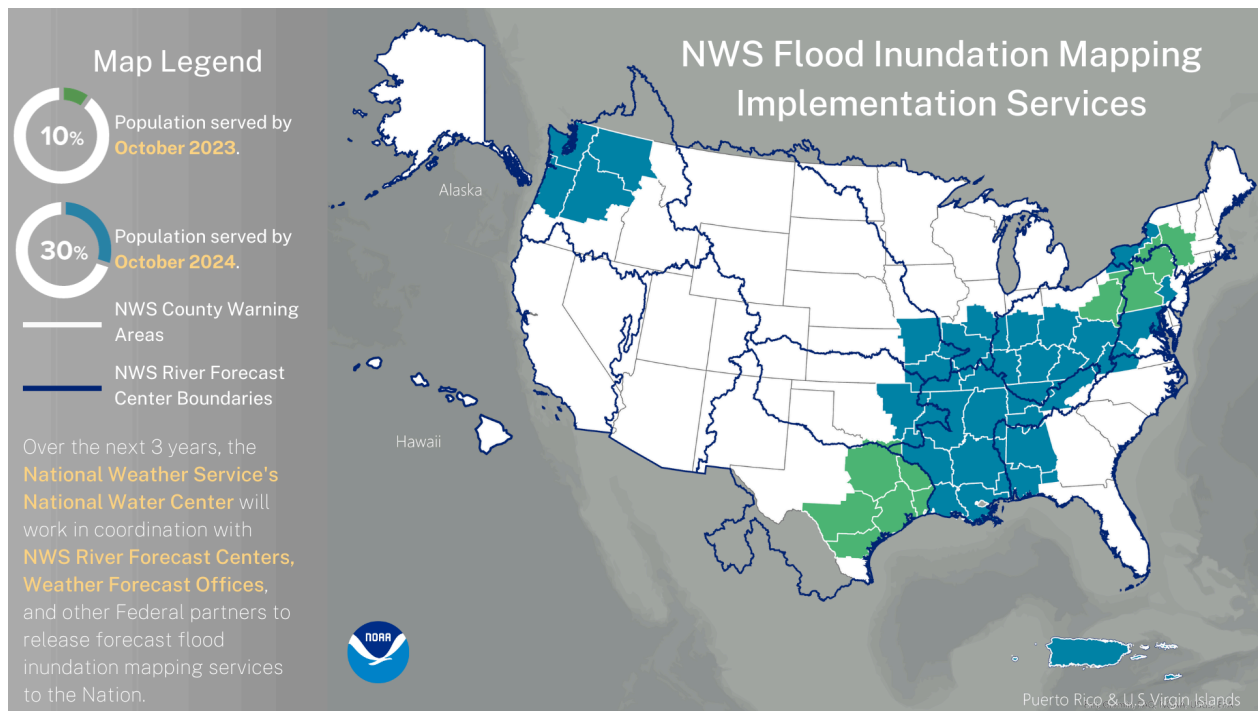 Map Legend
10%
Population served by
October 2023.
30%
Population served by
October 2024.
NWS County Warning
Areas
NWS River Forecast
Center Boundaries
Over the next 3 years, the
National Weather Service's
National Water Center will
work in coordination with
NWS River Forecast Centers,
Weather Forecast Offices,
and other Federal partners to
release forecast flood
inundation mapping services
to the Nation.
NWS Flood Inundation Mapping
Implementation Services
Alaska
Hawaii
NOAA
Puerto Rico & U.S Virgin Islands